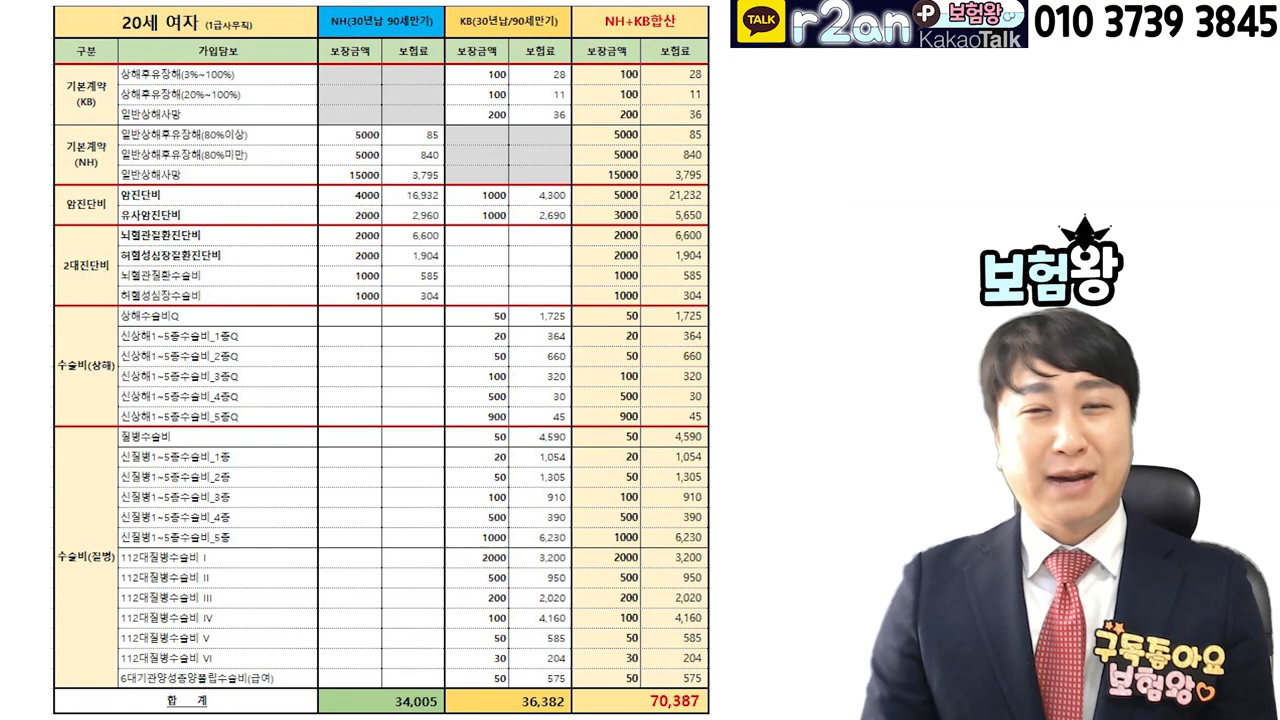 20세 여자 (1급사무직) NH(30년납 90세만기) KB(30년납/90세만기) NH+KB합산
구분 가입담보 보장금액 보험료 보장금액 보험료 보장금액 보험료
기본계약 (KB)
상해후유장해(3%~100%) 100 28 100 28
상해후유장해(20%~100%) 100 11 100 11
일반상해사망 200 36 200 36
기본계약 (NH)
일반상해후유장해(80%이상) 5000 85 5000 85
일반상해후유장해(80%미만) 5000 840 5000 840
일반상해사망 15000 3,795 15000 3,795
암진단비
암진단비 4000 16,932 1000 4,300 5000 21,232
유사암진단비 2000 2,960 1000 2,690 3000 5,650
2대진단비
뇌혈관질환진단비 2000 6,600 2000 6,600
허혈성심장질환진단비 2000 1,904 2000 1,904
뇌혈관질환수술비 1000 585 1000 585
허혈성심장수술비 1000 304 1000 304
수술비(상해)
상해수술비Q 50 1,725 50 1,725
신상해1~5종수술비_1종Q 20 364 20 364
신상해1~5종수술비_2종Q 50 660 50 660
신상해1~5종수술비_3종Q 100 320 100 320
신상해1~5종수술비_4종Q 500 30 500 30
신상해1~5종수술비_5종Q 900 45 900 45
수술비(질병)
질병수술비 50 4,590 50 4,590
신질병1~5종수술비_1종 20 1,054 20 1,054
신질병1~5종수술비_2종 50 1,305 50 1,305
신질병1~5종수술비_3종 100 910 100 910
신질병1~5종수술비_4종 500 390 500 390
신질병1~5종수술비_5종 1000 6,230 1000 6,230
112대질병수술비 I 2000 3,200 2000 3,200
112대질병수술비 II 500 950 500 950
112대질병수술비 III 200 2,020 200 2,020
112대질병수술비 IV 100 4,160 100 4,160
112대질병수술비 V 50 585 50 585
112대질병수술비 VI 30 204 30 204
6대기관양성종양물립수술비(급여) 50 575 50 575
합 계 34,005 36,382 70,387
TALK r2an P 보험왕 KakaoTalk 010 3739 3845
보험왕
구독좋아요
보험왕